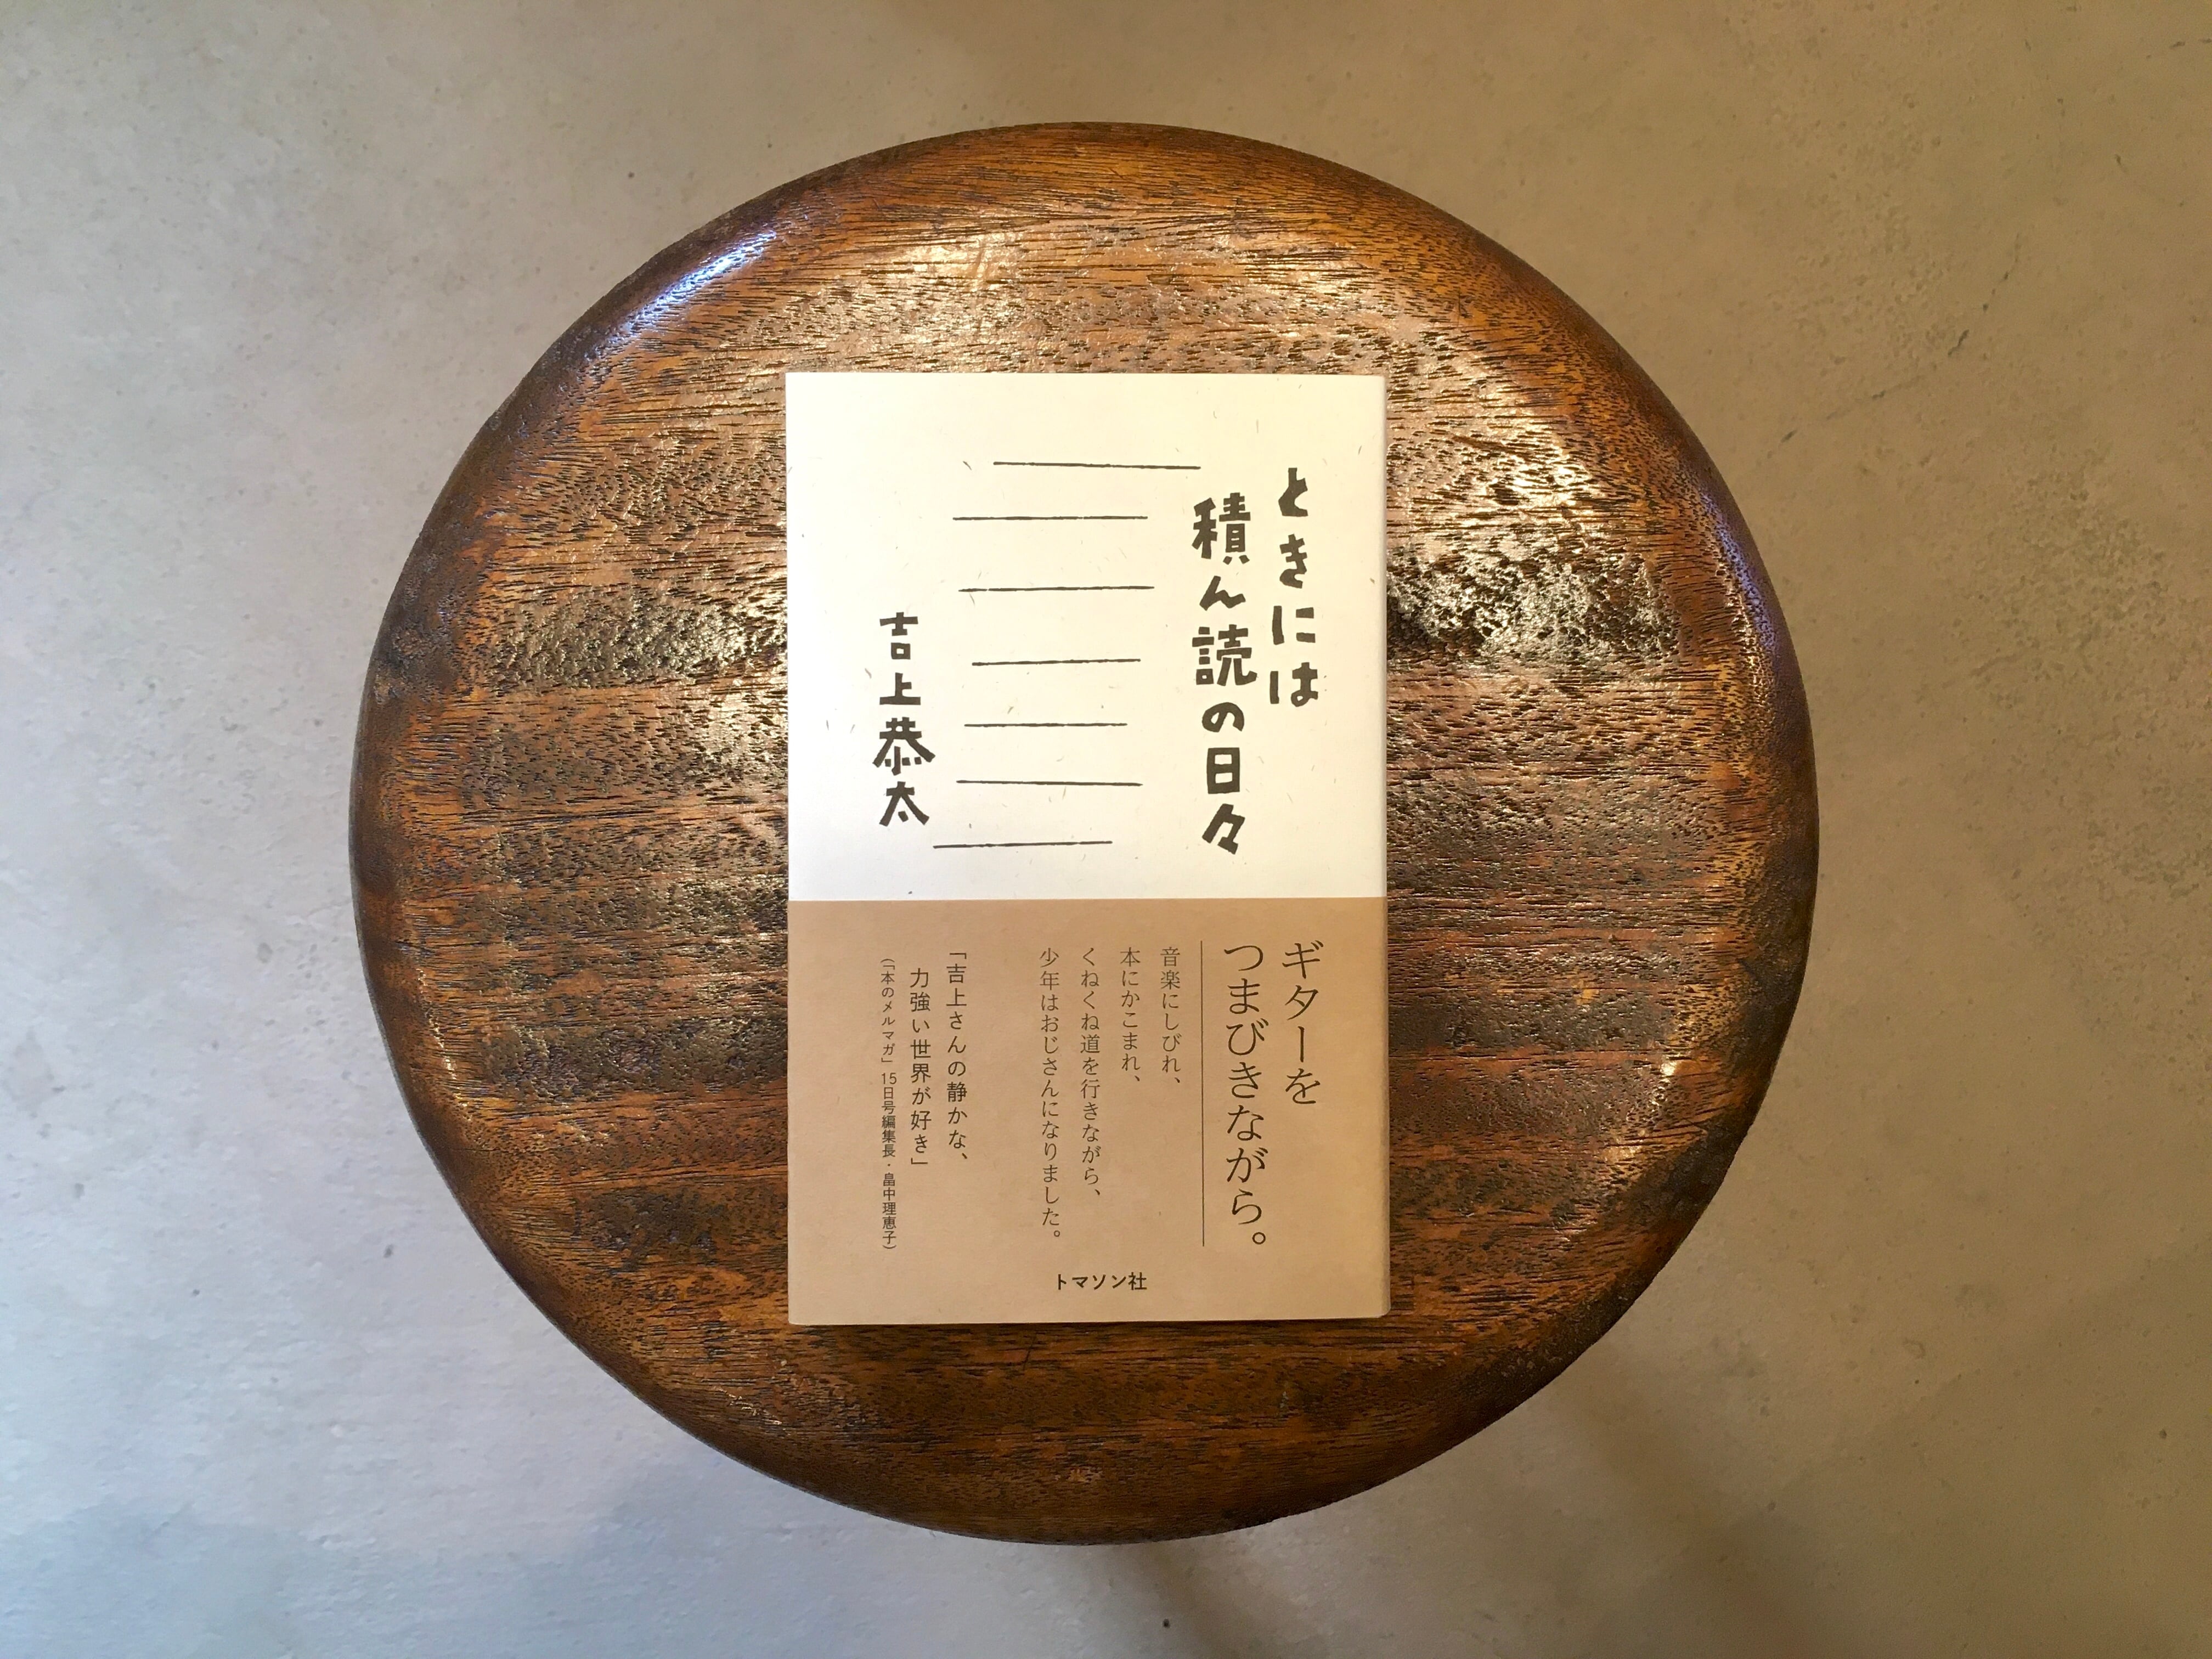 ときには
積ん読の日々
吉上恭太
ギターを
つまびきながら。
音楽にしびれ、
本にかこまれ、
くねくね道を行きながら、
少年はおじさんになりました。
「吉上さんの静かな、
力強い世界が好き」
(「本のメルマガ」15日号編集長・畠中理恵子)
トマソン社